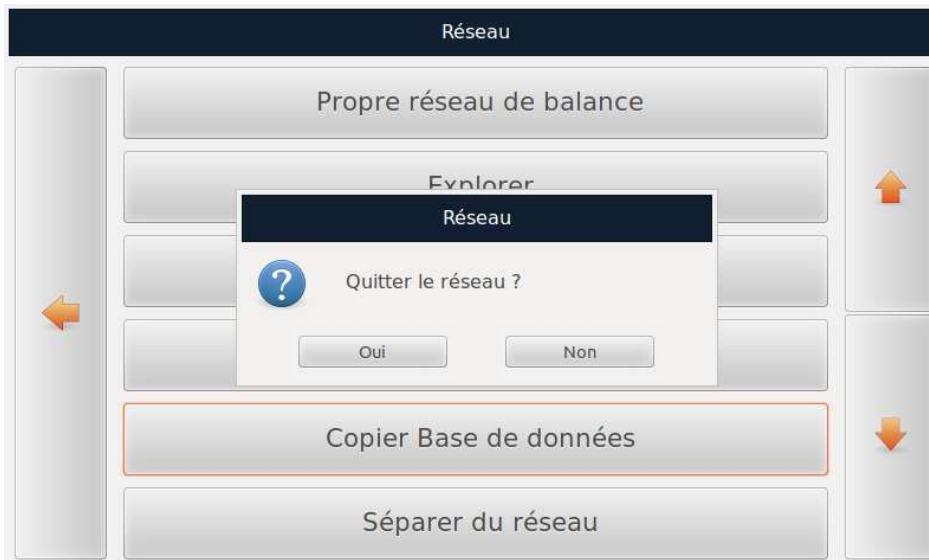 Réseau
Propre réseau de balance
Explorer
Réseau
Quitter le réseau ?
Oui
Non
Copier Base de données
Séparer du réseau